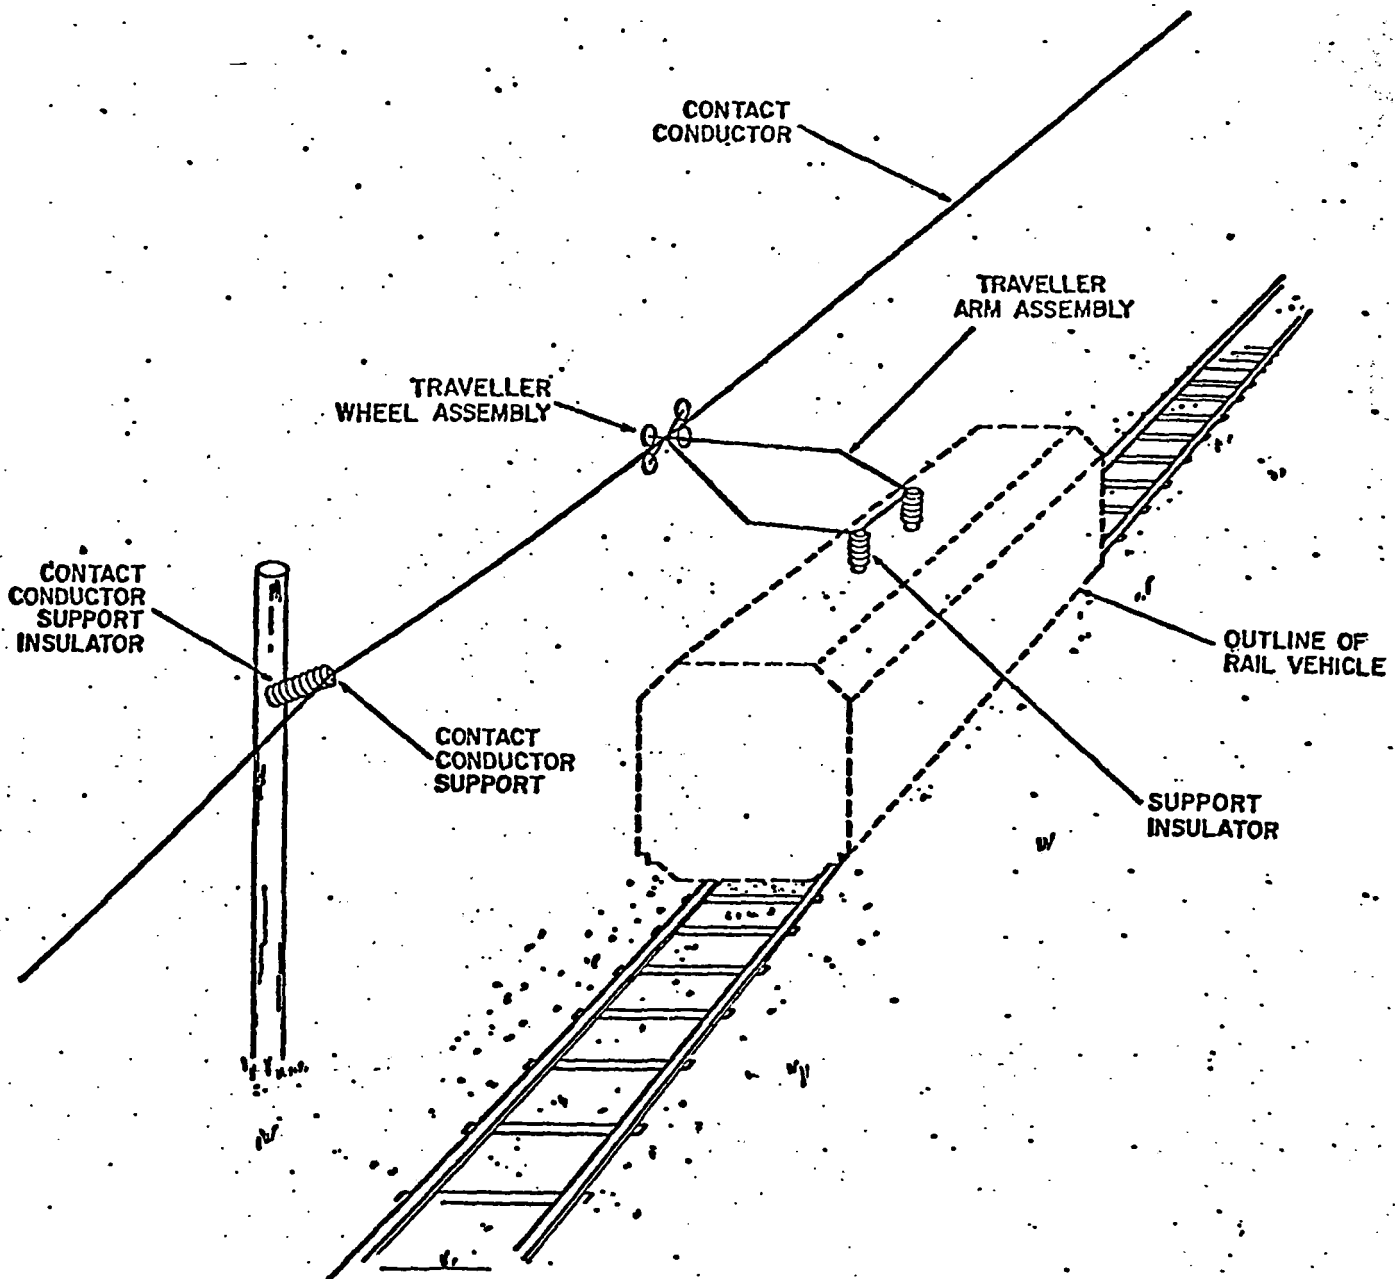 CONTACT
CONDUCTOR
TRAVELLER
ARM ASSEMBLY
TRAVELLER
WHEEL ASSEMBLY
CONTACT
CONDUCTOR
SUPPORT
INSULATOR
OUTLINE OF
RAIL VEHICLE
CONTACT
CONDUCTOR
SUPPORT
SUPPORT
INSULATOR